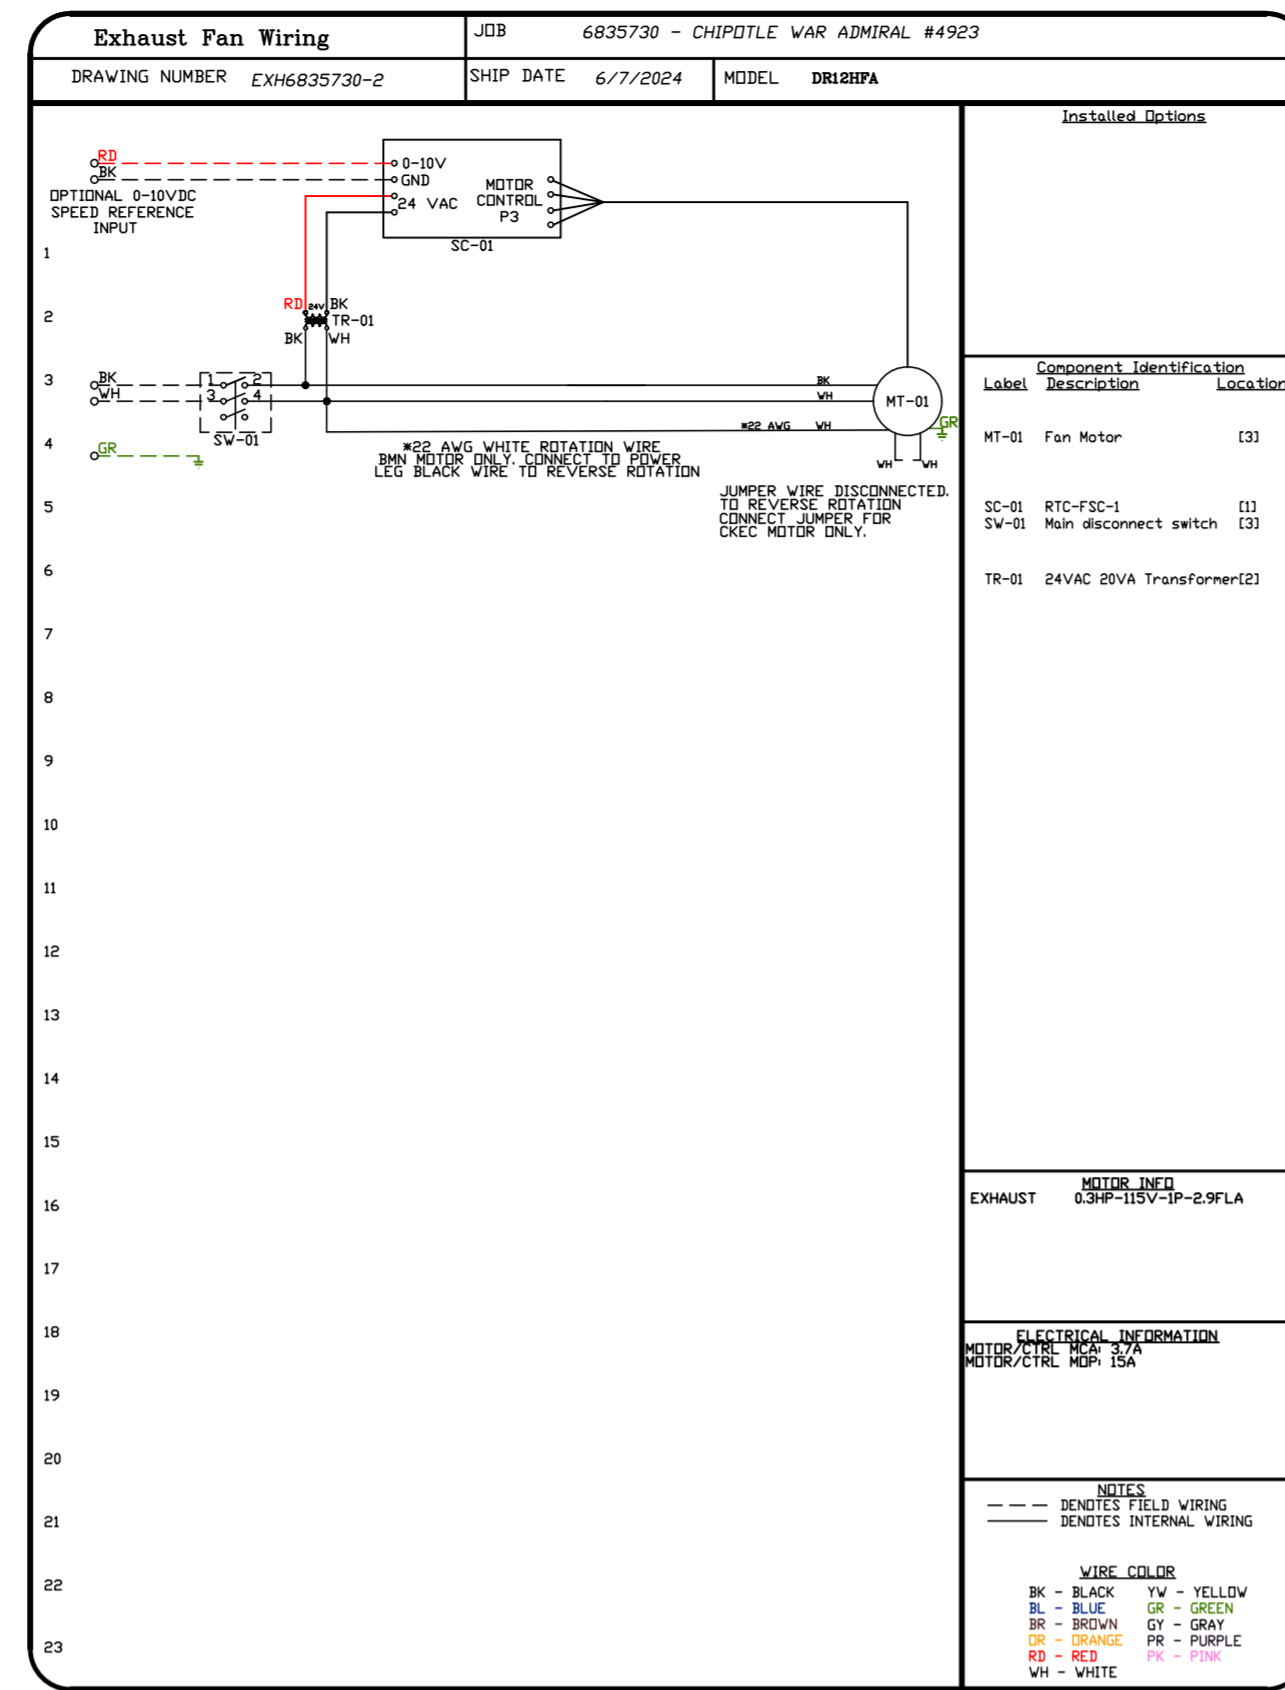 Exhaust Fan Wiring
JOB 6835730 - CHIPOTLE WAR ADMIRAL #4923
DRAWING NUMBER EXH6835730-2
SHIP DATE 6/7/2024
MODEL DR12HFA
RD
BK
OPTIONAL 0-10VDC
SPEED REFERENCE
INPUT
0-10V
GND
24 VAC
MOTOR
CONTROL
P3
SC-01
RD 24V BK
TR-01
BK WH
BK
WH
1 2
3 4
SW-01
GR
BK
WH
*22 AWG WH
MT-01
GR
WH WH
*22 AWG WHITE ROTATION WIRE
BMN MOTOR ONLY. CONNECT TO POWER
LEG BLACK WIRE TO REVERSE ROTATION
JUMPER WIRE DISCONNECTED.
TO REVERSE ROTATION
CONNECT JUMPER FOR
CKEC MOTOR ONLY.
1
2
3
4
5
6
7
8
9
10
11
12
13
14
15
16
17
18
19
20
21
22
23
Installed Options
Component Identification
Label Description Location
MT-01 Fan Motor [3]
SC-01 RTC-FSC-1 [1]
SW-01 Main disconnect switch [3]
TR-01 24VAC 20VA Transformer[2]
MOTOR INFO
EXHAUST 0.3HP-115V-1P-2.9FLA
ELECTRICAL INFORMATION
MOTOR/CTRL MCA: 3.7A
MOTOR/CTRL MOP: 15A
NOTES
DENOTES FIELD WIRING
DENOTES INTERNAL WIRING
WIRE COLOR
BK - BLACK YW - YELLOW
BL - BLUE GR - GREEN
BR - BROWN GY - GRAY
OR - ORANGE PR - PURPLE
RD - RED PK - PINK
WH - WHITE